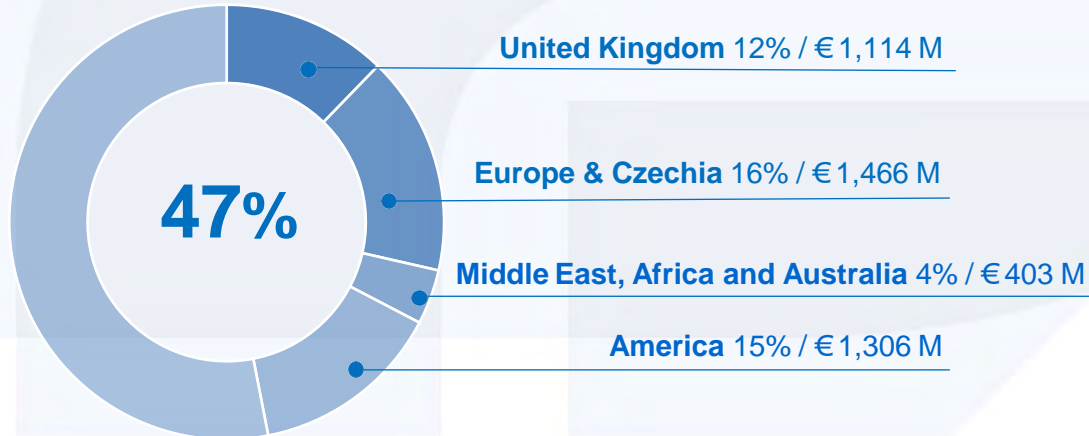 United Kingdom 12% / € 1,114 M
Europe & Czechia 16% / € 1,466 M
47%
Middle East, Africa and Australia 4% / € 403 M
America 15% / € 1,306 M